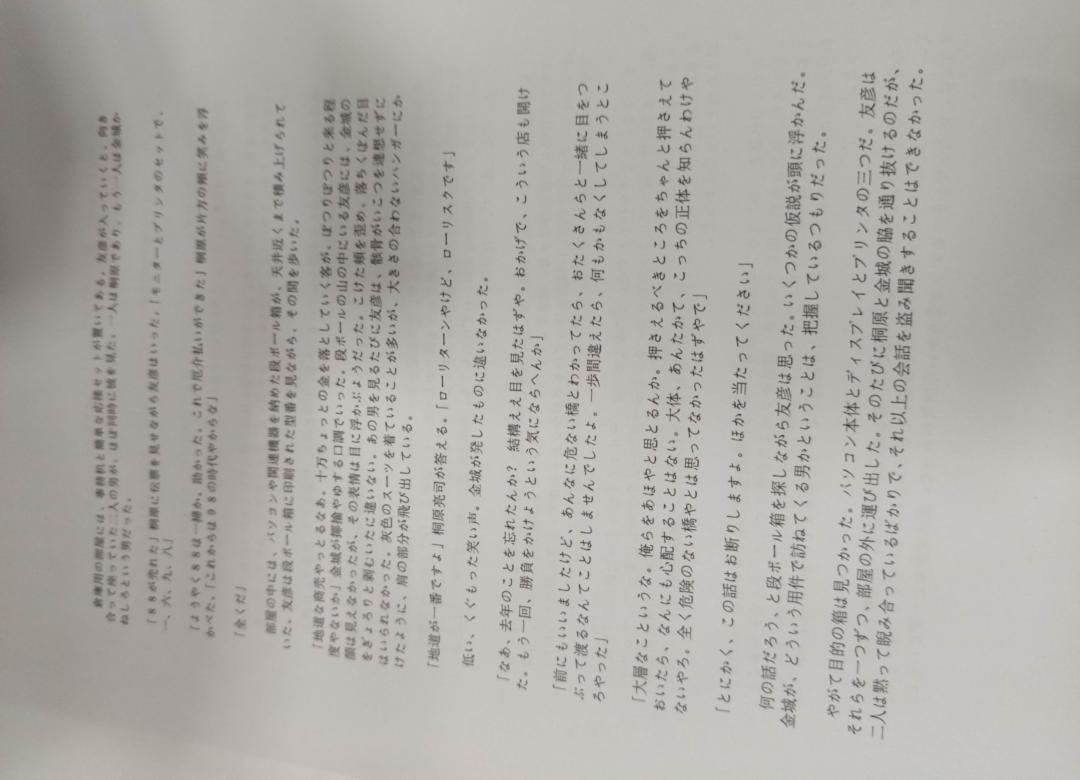 倉庫用の部屋には、事務机と簡単な応接セットが置いてある。友彦が入っていくと、向き
合って座っていた二人の男が、ほぼ同時に彼を見た。一人は桐原であり、もう一人は金城か
ねしろという男だった。
「８８が売れた」桐原に伝票を見せながら友彦はいった。「モニターとプリンタのセットで、
一、六、九、八」
「ようやく８８は一掃か。助かった。これで厄介払いができた」桐原が片方の頬に笑みを浮
かべた。「これからは９８の時代やからな」
「全くだ」
部屋の中には、パソコンや関連機器を納めた段ボール箱が、天井近くまで積み上げられて
いた。友彦は段ボール箱に印刷された型番を見ながら、その間を歩いた。
「地道な商売やっとるなあ。十万ちょっとの金を落としていく客が、ぽつりぽつりと来る程
度やないか」金城が揶揄やゆする口調でいった。段ボールの山の中にいる友彦には、金城の
顔は見えなかったが、その表情は目に浮かぶようだった。こけた頬を歪め、落ちくぼんだ目
をぎょろりと剥むいたに違いない。あの男を見るたびに友彦は、骸骨がいこつを連想せずに
はいられなかった。灰色のスーツを着ていることが多いが、大きさの合わないハンガーにか
けたように、肩の部分が飛び出している。
「地道が一番ですよ」桐原亮司が答える。「ローリターンやけど、ローリスクです」
低い、くぐもった笑い声。金城が発したものに違いなかった。
「なあ、去年のことを忘れたんか？　結構ええ目を見たはずや。おかげで、こういう店も開け
た。もう一回、勝負をかけようという気にならへんか」
「前にもいいましたけど、あんなに危ない橋とわかってたら、おたくさんらと一緒に目をつ
ぶって渡るなんてことはしませんでしたよ。一歩間違えたら、何もかもなくしてしまうとこ
ろやった」
「大層なこというな。俺らをあほやと思とるんか。押さえるべきところをちゃんと押さえて
おいたら、なんにも心配することはない。大体、あんたかて、こっちの正体を知らんわけや
ないやろ。全く危険のない橋やとは思ってなかったはずやで」
「とにかく、この話はお断りしますよ。ほかを当たってください」
何の話だろう、と段ボール箱を探しながら友彦は思った。いくつかの仮説が頭に浮かんだ。
金城が、どういう用件で訪ねてくる男かということは、把握しているつもりだった。
やがて目的の箱は見つかった。パソコン本体とディスプレイとプリンタの三つだ。友彦は
それらを一つずつ、部屋の外に運び出した。そのたびに桐原と金城の脇を通り抜けるのだが、
二人は黙って睨み合っているばかりで、それ以上の会話を盗み聞きすることはできなかった。